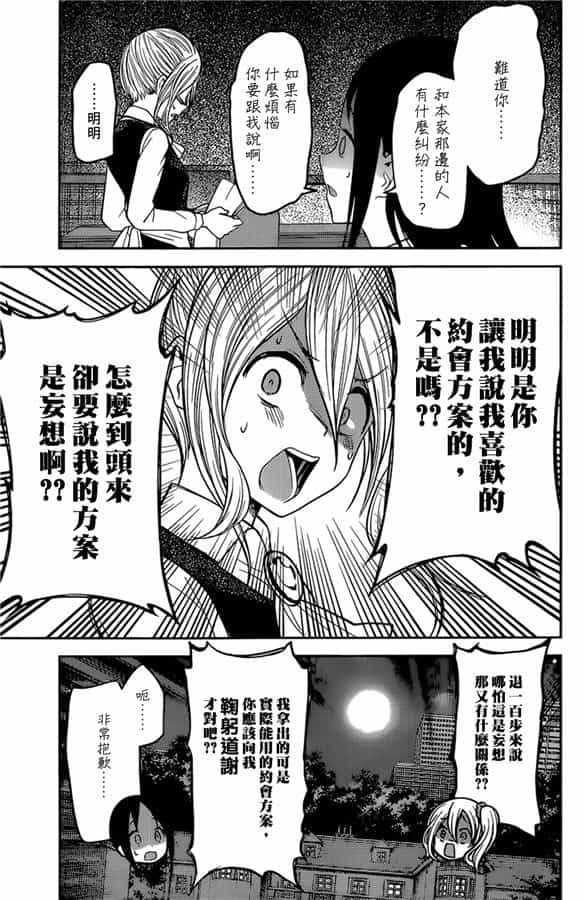 難道你……
和本家那邊的人
有什麼糾紛……？
如果有
什麼煩惱
你要跟我說啊……
……明明
明明是你
讓我說我喜歡的
約會方案的，
不是嗎??
怎麼到頭來
卻要說我的方案
是妄想啊??
退一百步來說
哪怕這是妄想
那又有什麼關係??
我拿出的可是
實際能用的約會方案，
你應該向我
鞠躬道謝
才對吧??
呃…
非常抱歉……